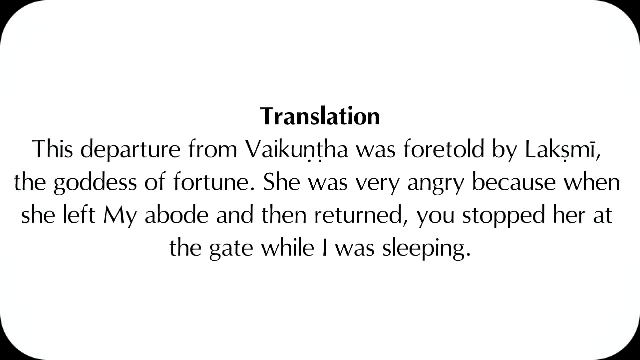 Translation
This departure from Vaikuṇṭha was foretold by Lakṣmī,
the goddess of fortune. She was very angry because when
she left My abode and then returned, you stopped her at
the gate while I was sleeping.